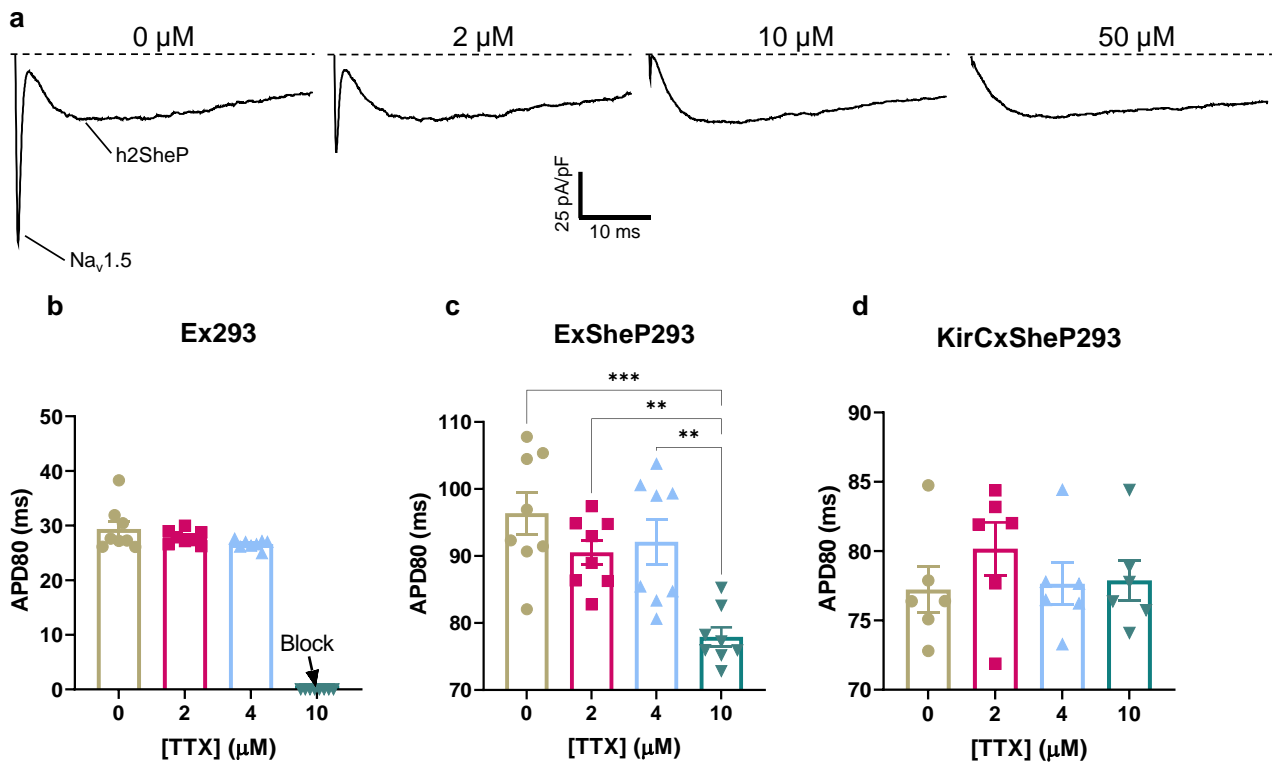 a
0 μM
2 μM
10 μM
50 μM
h2SheP
Nav1.5
25 pA/pF
10 ms
b
Ex293
APD80 (ms)
50
40
30
20
10
0
Block
0
2
4
10
[TTX] (μM)
c
ExSheP293
***
**
**
APD80 (ms)
110
100
90
80
70
0
2
4
10
[TTX] (μM)
d
KirCxSheP293
APD80 (ms)
90
85
80
75
70
0
2
4
10
[TTX] (μM)